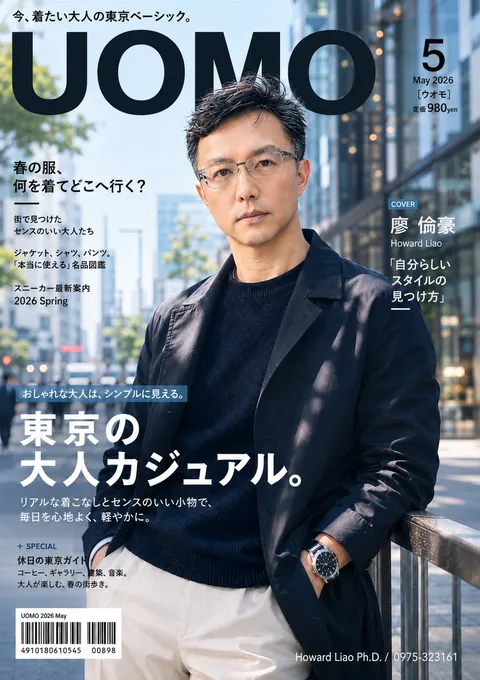 今、着たい大人の東京ベーシック。
UOMO
5
May 2026
[ウオモ]
定価 980yen
春の服、
何を着てどこへ行く？
街で見つけた
センスのいい大人たち
ジャケット、シャツ、パンツ。
「本当に使える」名品図鑑
スニーカー最新案内
2026 Spring
COVER
廖 倫豪
Howard Liao
「自分らしい
スタイルの
見つけ方」
おしゃれな大人は、シンプルに見える。
東京の
大人カジュアル。
リアルな着こなしとセンスのいい小物で、
毎日を心地よく、軽やかに。
+ SPECIAL
休日の東京ガイド
コーヒー、ギャラリー、建築、音楽。
大人が楽しむ、春の街歩き。
UOMO 2026 May
4910180610545 00898
Howard Liao Ph.D. / 0975-323161